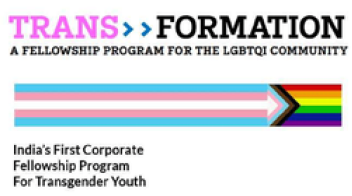 TRANS>>FORMATION
A FELLOWSHIP PROGRAM FOR THE LGBTQI COMMUNITY
India's First Corporate
Fellowship Program
For Transgender Youth